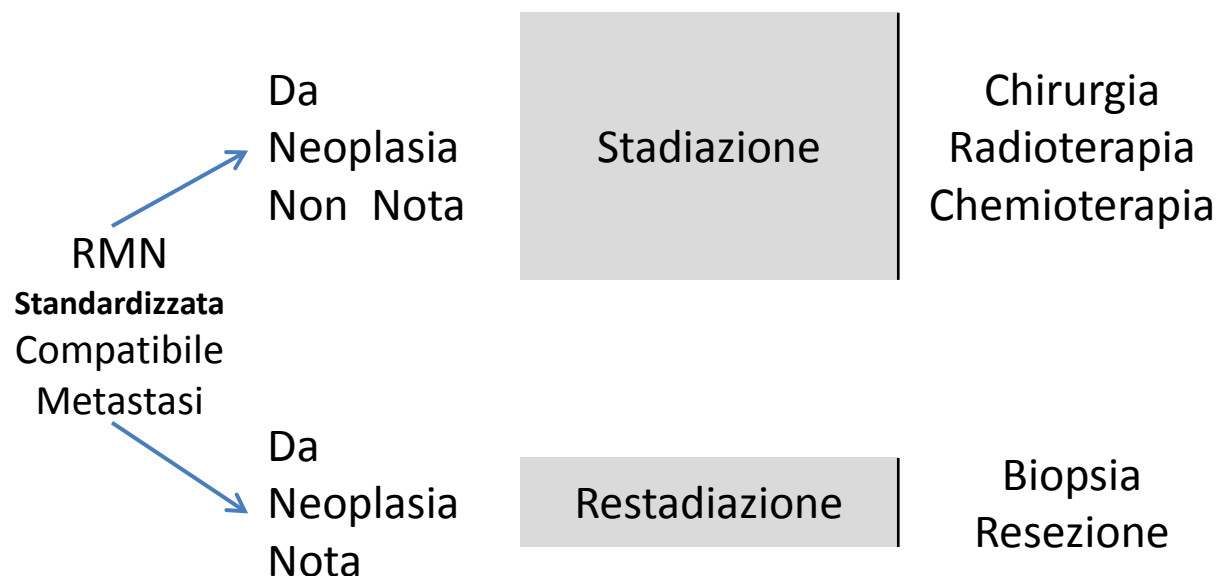 RMN
Standardizzata
Compatibile
Metastasi
Da
Neoplasia
Non Nota
Stadiazione
Chirurgia
Radioterapia
Chemioterapia
Da
Neoplasia
Nota
Restadiazione
Biopsia
Resezione